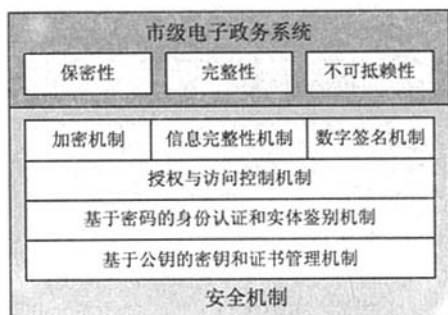 市级电子政务系统
保密性 完整性 不可抵赖性
加密机制 信息完整性机制 数字签名机制
授权与访问控制机制
基于密码的身份认证和实体鉴别机制
基于公钥的密钥和证书管理机制
安全机制